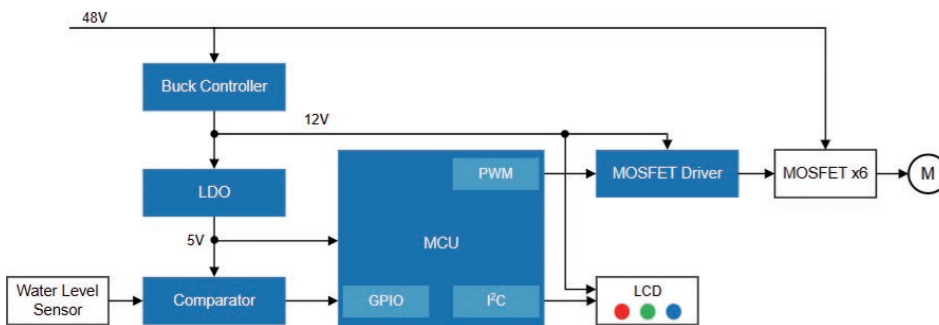 48V
Buck Controller
12V
LDO
PWM
MOSFET Driver
MOSFET x6
M
5V
MCU
Water Level
Sensor
Comparator
GPIO
I²C
LCD